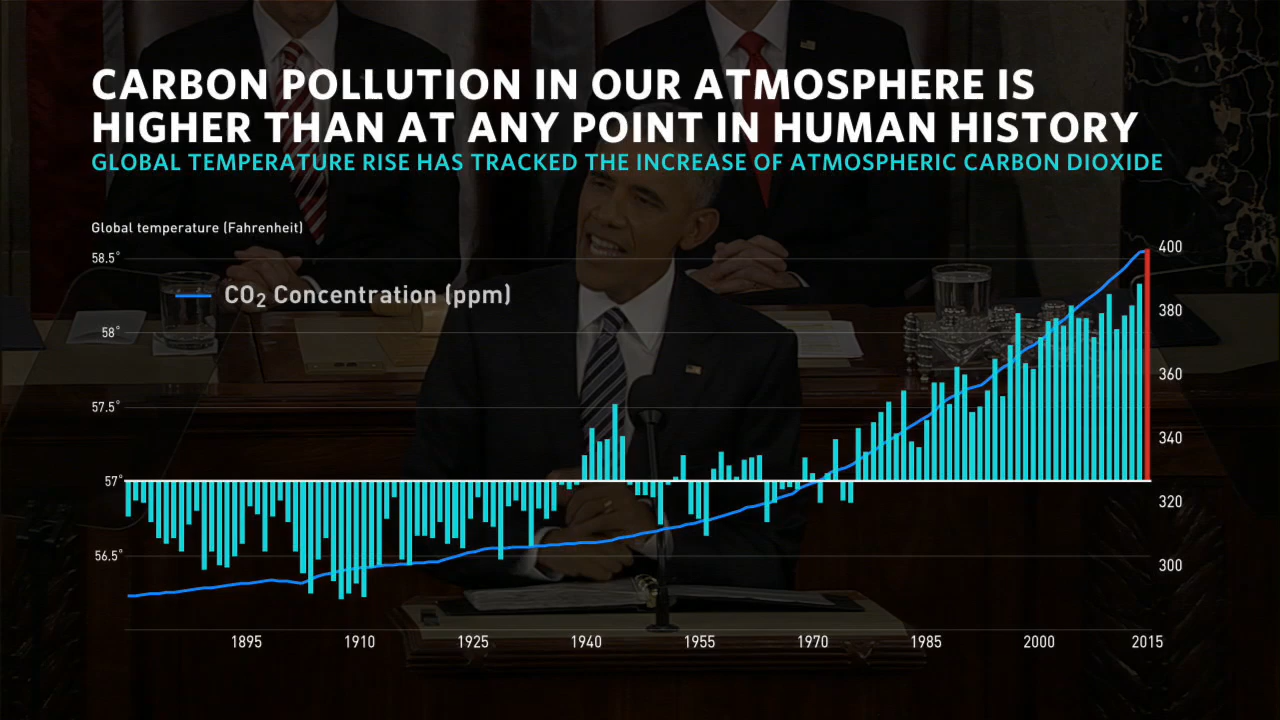 CARBON POLLUTION IN OUR ATMOSPHERE IS
HIGHER THAN AT ANY POINT IN HUMAN HISTORY
GLOBAL TEMPERATURE RISE HAS TRACKED THE INCREASE OF ATMOSPHERIC CARBON DIOXIDE
Global temperature (Fahrenheit)
58.5°
400
CO₂ Concentration (ppm)
380
58°
360
57.5°
340
57°
320
56.5°
300
1895 1910 1925 1940 1955 1970 1985 2000 2015